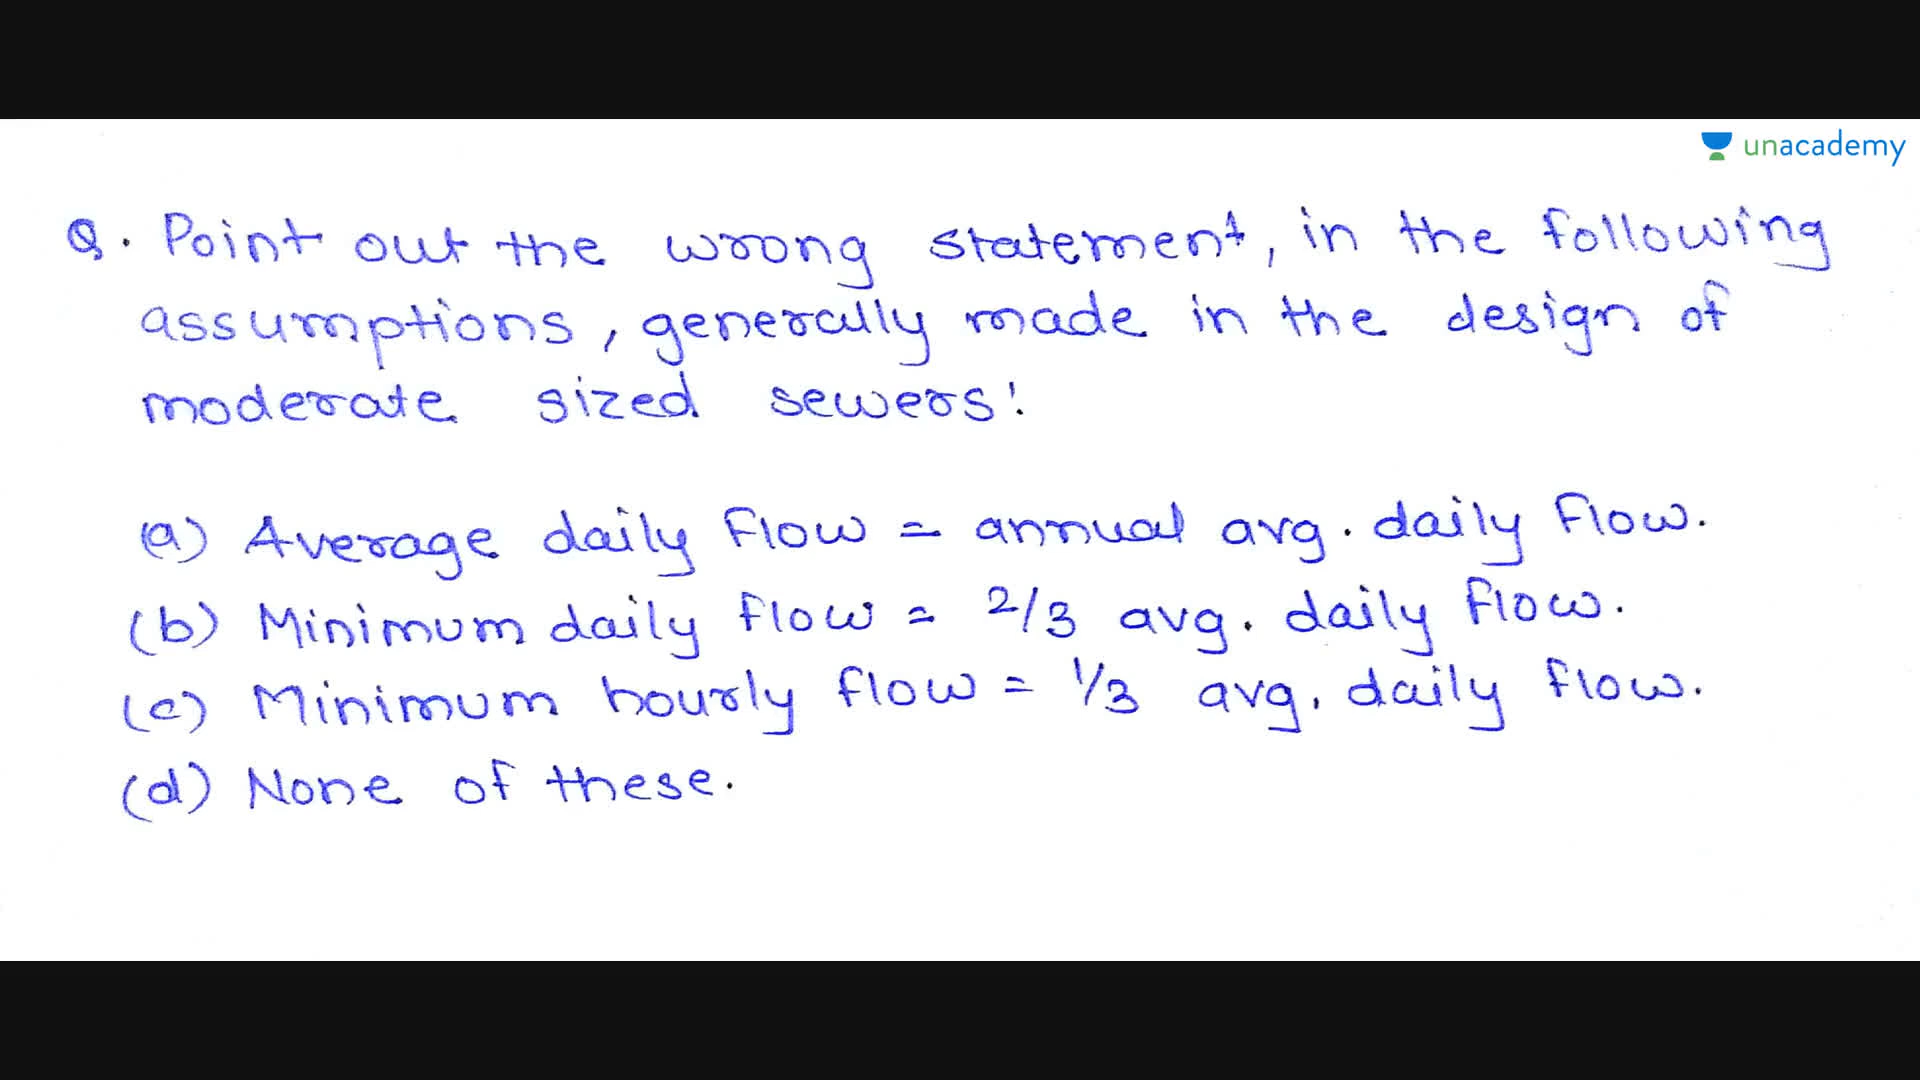 unacademy
Q. Point out the wrong statement, in the following
assumptions, generally made in the design of
moderate sized sewers:
(a) Average daily flow = annual avg. daily flow.
(b) Minimum daily flow = 2/3 avg. daily flow.
(c) Minimum hourly flow = 1/3 avg. daily flow.
(d) None of these.